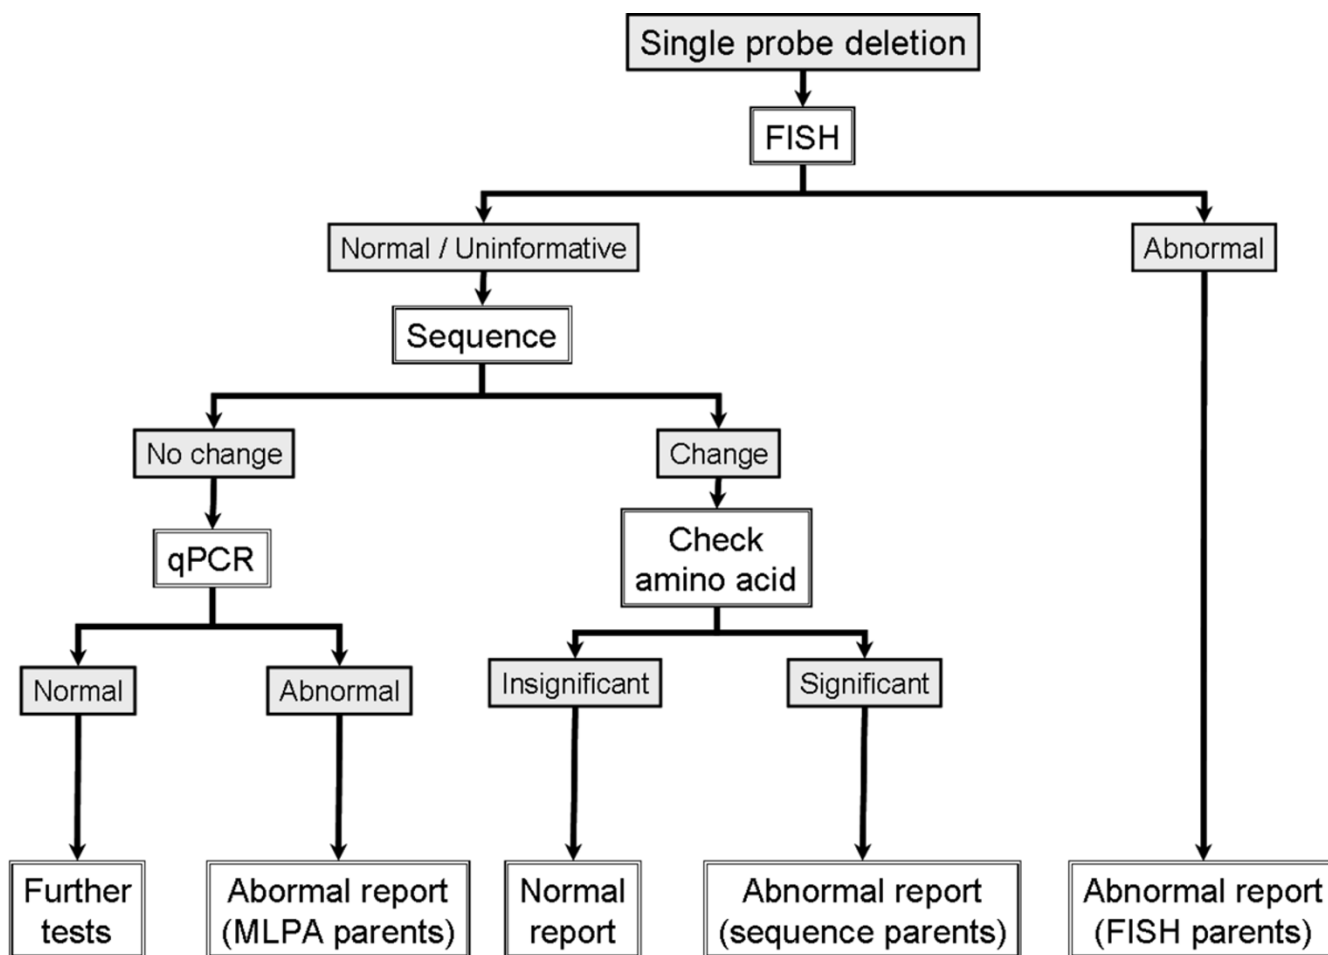 Single probe deletion
FISH
Normal / Uninformative
Abnormal
Sequence
No change
Change
qPCR
Check
amino acid
Normal
Abnormal
Insignificant
Significant
Further
tests
Abormal report
(MLPA parents)
Normal
report
Abnormal report
(sequence parents)
Abnormal report
(FISH parents)